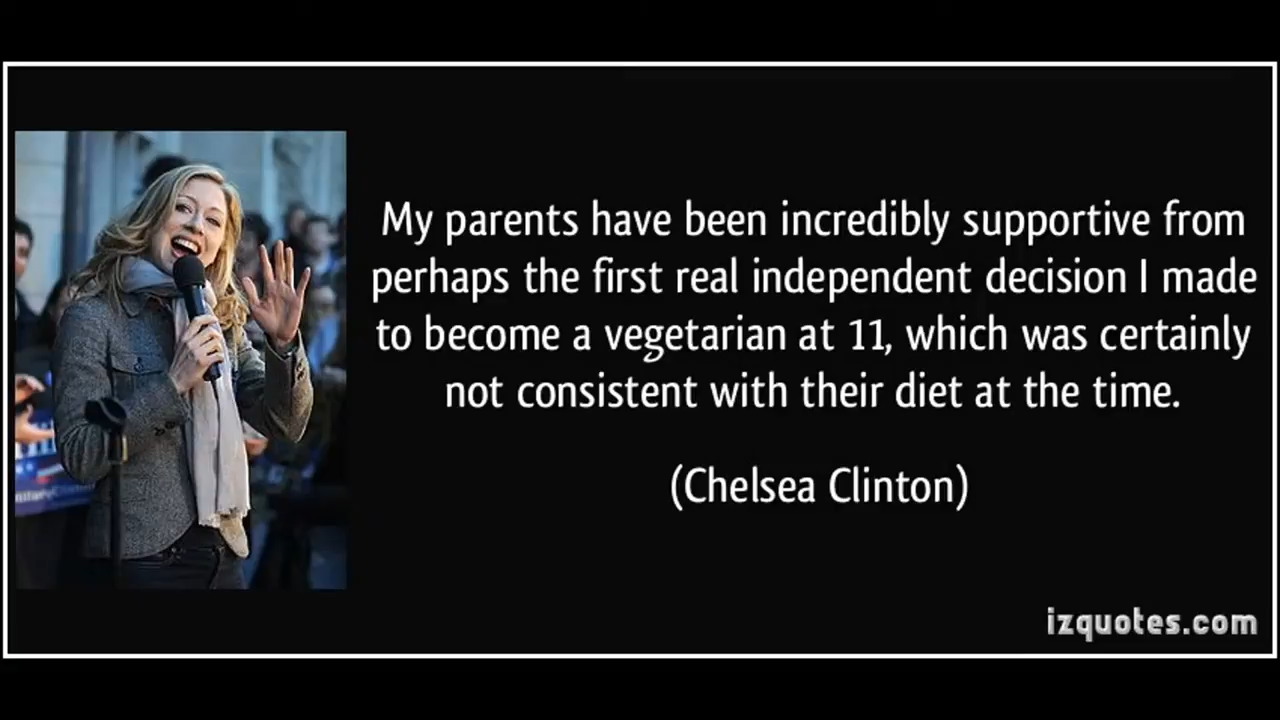 My parents have been incredibly supportive from
perhaps the first real independent decision I made
to become a vegetarian at 11, which was certainly
not consistent with their diet at the time.
(Chelsea Clinton)
izquotes.com